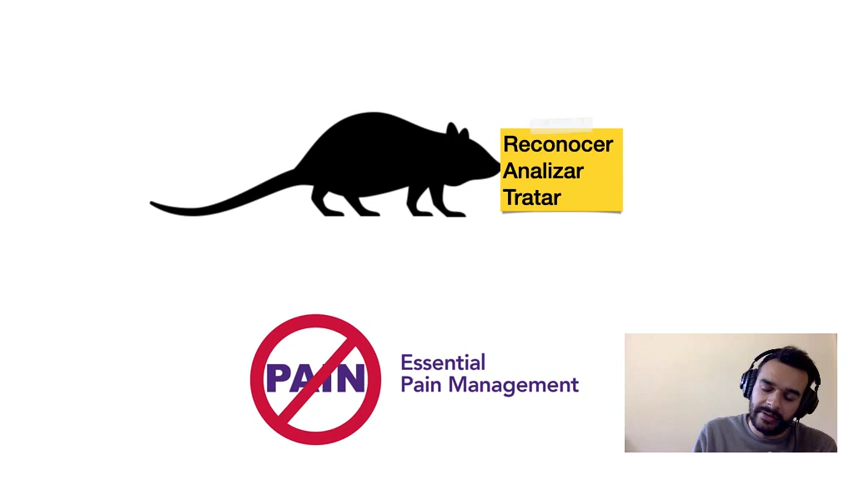 Reconocer
Analizar
Tratar
PAIN
Essential
Pain Management